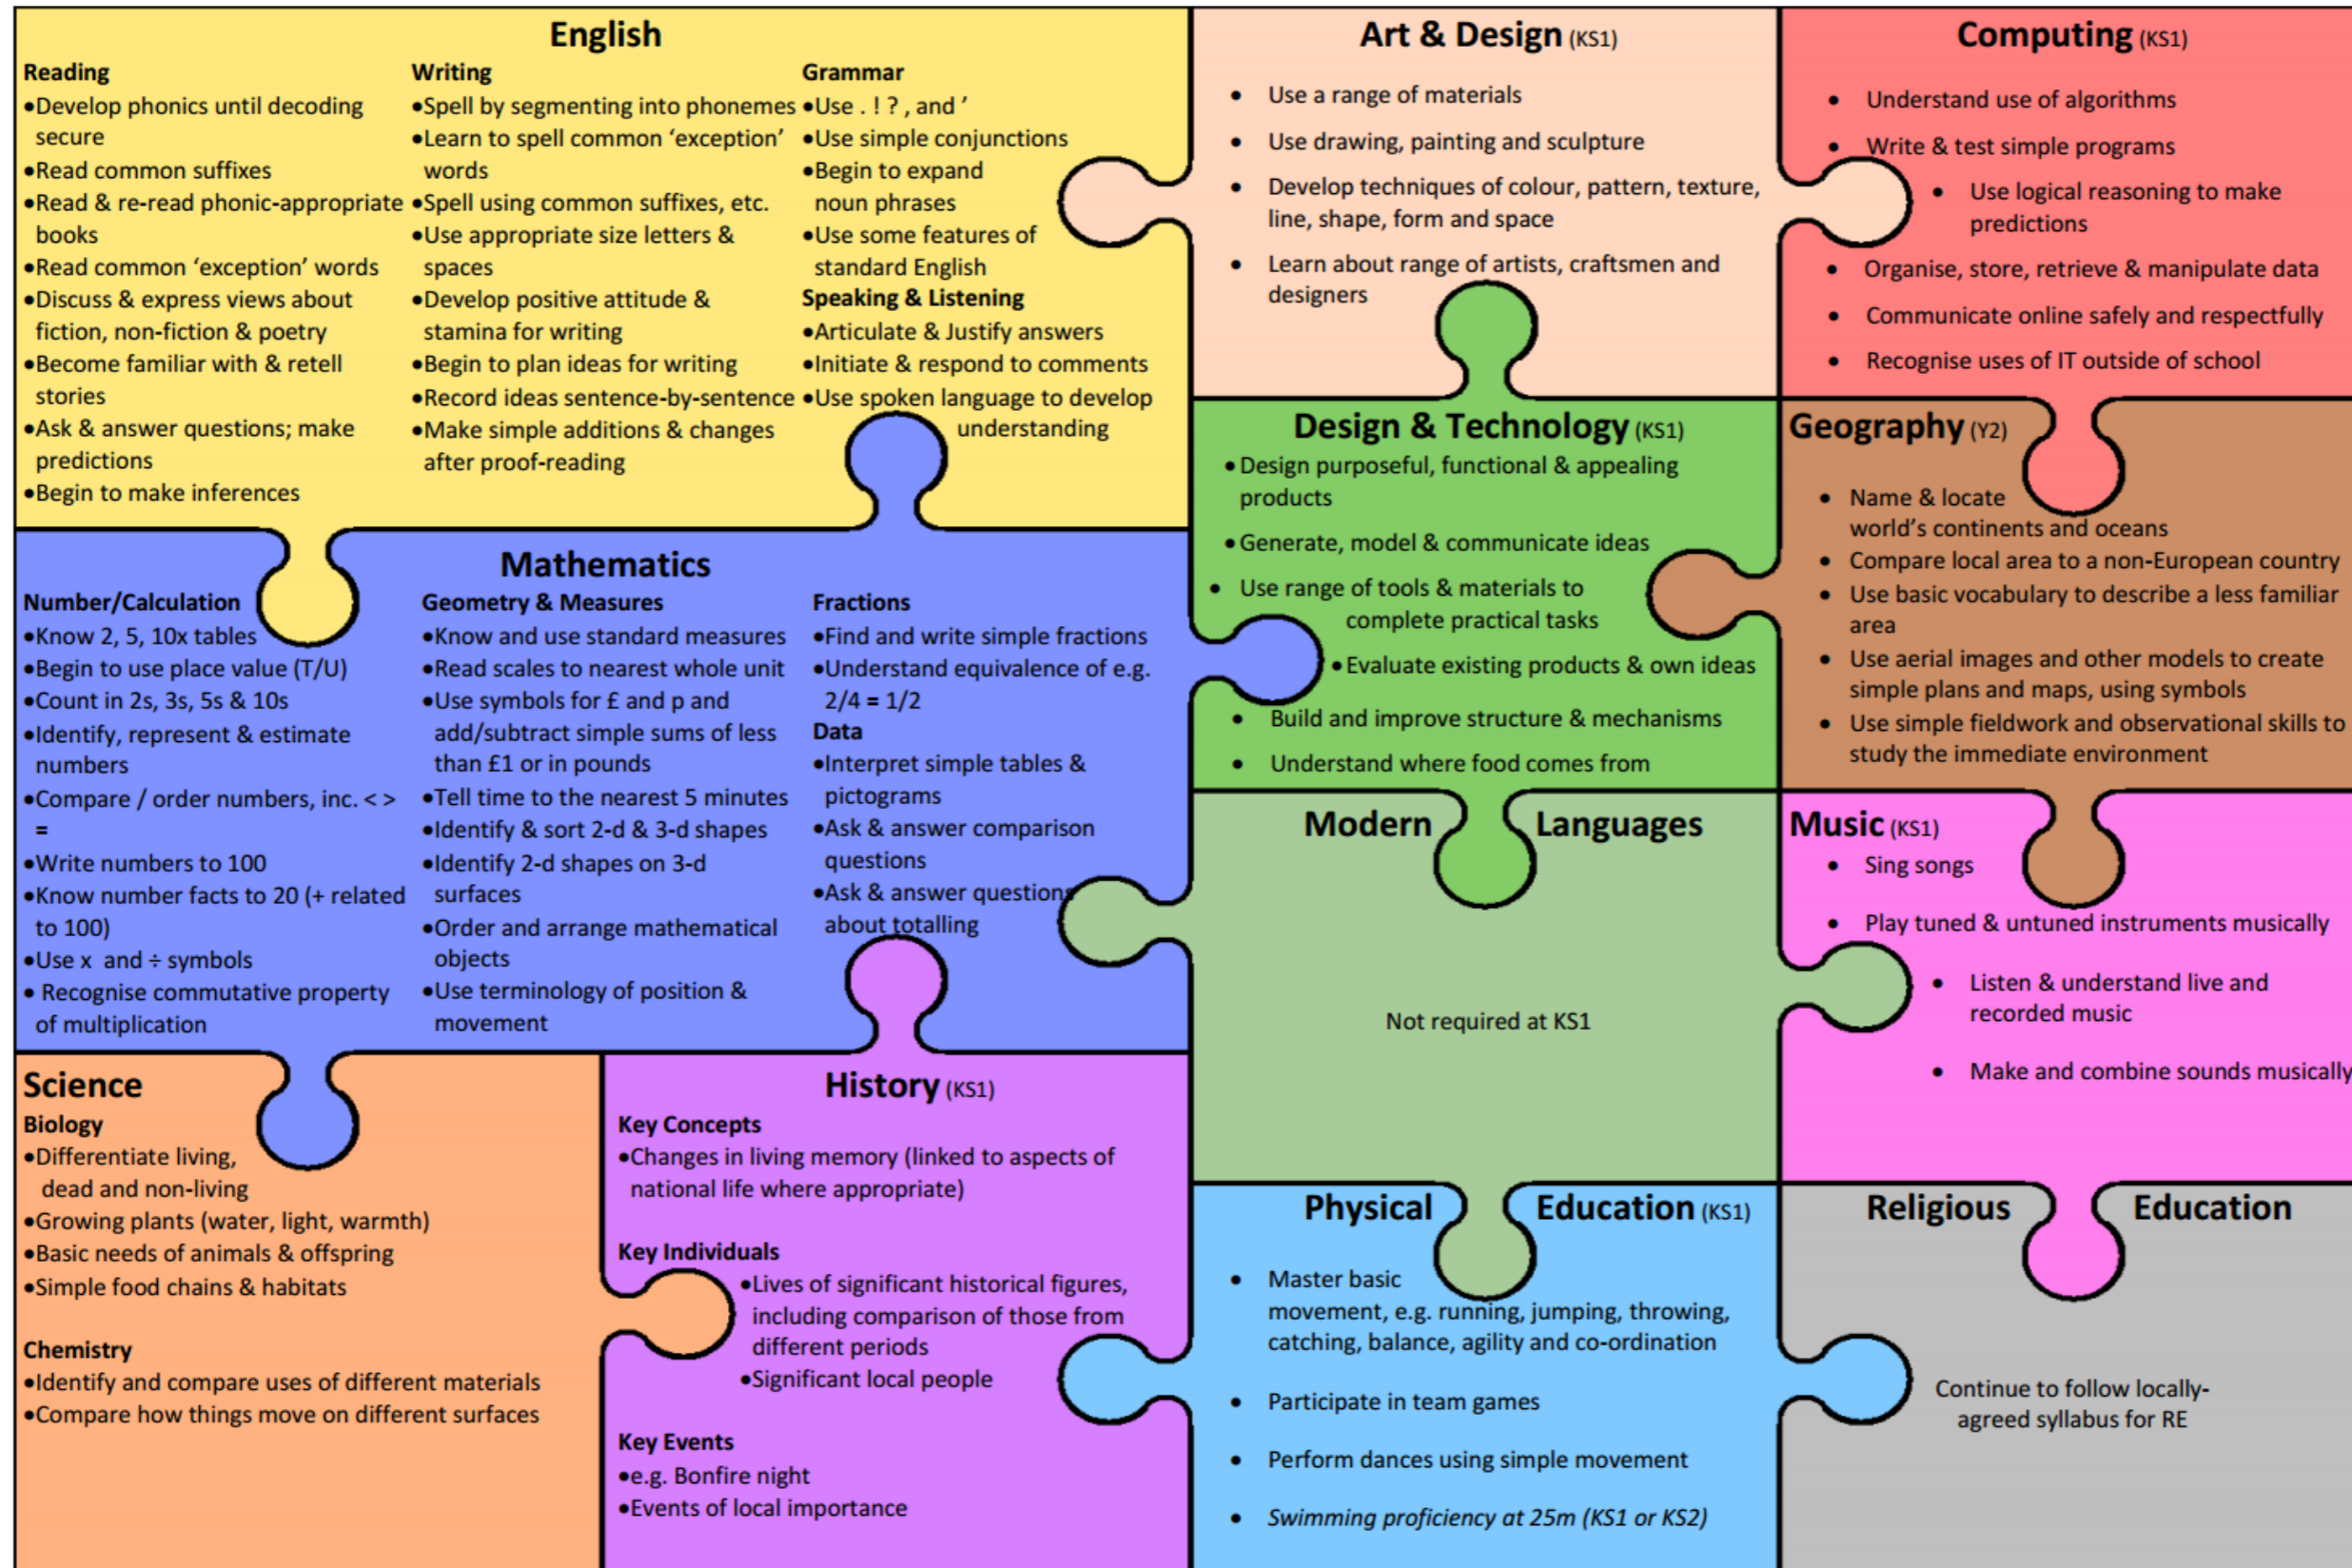 English
Reading
•Develop phonics until decoding
secure
•Read common suffixes
•Read & re-read phonic-appropriate
books
•Read common ‘exception’ words
•Discuss & express views about
fiction, non-fiction & poetry
•Become familiar with & retell
stories
•Ask & answer questions; make
predictions
•Begin to make inferences
Writing
•Spell by segmenting into phonemes
•Learn to spell common ‘exception’
words
•Spell using common suffixes, etc.
•Use appropriate size letters &
spaces
•Develop positive attitude &
stamina for writing
•Begin to plan ideas for writing
•Record ideas sentence-by-sentence
•Make simple additions & changes
after proof-reading
Grammar
•Use . ! ? , and ’
•Use simple conjunctions
•Begin to expand
noun phrases
•Use some features of
standard English
Speaking & Listening
•Articulate & Justify answers
•Initiate & respond to comments
•Use spoken language to develop
understanding
Art & Design (KS1)
• Use a range of materials
• Use drawing, painting and sculpture
• Develop techniques of colour, pattern, texture,
line, shape, form and space
• Learn about range of artists, craftsmen and
designers
Computing (KS1)
• Understand use of algorithms
• Write & test simple programs
• Use logical reasoning to make
predictions
• Organise, store, retrieve & manipulate data
• Communicate online safely and respectfully
• Recognise uses of IT outside of school
Mathematics
Number/Calculation
•Know 2, 5, 10x tables
•Begin to use place value (T/U)
•Count in 2s, 3s, 5s & 10s
•Identify, represent & estimate
numbers
•Compare / order numbers, inc. < >
=
•Write numbers to 100
•Know number facts to 20 (+ related
to 100)
•Use x and ÷ symbols
• Recognise commutative property
of multiplication
Geometry & Measures
•Know and use standard measures
•Read scales to nearest whole unit
•Use symbols for £ and p and
add/subtract simple sums of less
than £1 or in pounds
•Tell time to the nearest 5 minutes
•Identify & sort 2-d & 3-d shapes
•Identify 2-d shapes on 3-d
surfaces
•Order and arrange mathematical
objects
•Use terminology of position &
movement
Fractions
•Find and write simple fractions
•Understand equivalence of e.g.
2/4 = 1/2
Data
•Interpret simple tables &
pictograms
•Ask & answer comparison
questions
•Ask & answer questions
about totalling
Design & Technology (KS1)
• Design purposeful, functional & appealing
products
• Generate, model & communicate ideas
• Use range of tools & materials to
complete practical tasks
• Evaluate existing products & own ideas
• Build and improve structure & mechanisms
• Understand where food comes from
Geography (Y2)
• Name & locate
world’s continents and oceans
• Compare local area to a non-European country
• Use basic vocabulary to describe a less familiar
area
• Use aerial images and other models to create
simple plans and maps, using symbols
• Use simple fieldwork and observational skills to
study the immediate environment
Modern Languages
Not required at KS1
Music (KS1)
• Sing songs
• Play tuned & untuned instruments musically
• Listen & understand live and
recorded music
• Make and combine sounds musically
Science
Biology
•Differentiate living,
dead and non-living
•Growing plants (water, light, warmth)
•Basic needs of animals & offspring
•Simple food chains & habitats
Chemistry
•Identify and compare uses of different materials
•Compare how things move on different surfaces
History (KS1)
Key Concepts
•Changes in living memory (linked to aspects of
national life where appropriate)
Key Individuals
•Lives of significant historical figures,
including comparison of those from
different periods
•Significant local people
Key Events
•e.g. Bonfire night
•Events of local importance
Physical Education (KS1)
• Master basic
movement, e.g. running, jumping, throwing,
catching, balance, agility and co-ordination
• Participate in team games
• Perform dances using simple movement
• Swimming proficiency at 25m (KS1 or KS2)
Religious Education
Continue to follow locally-
agreed syllabus for RE